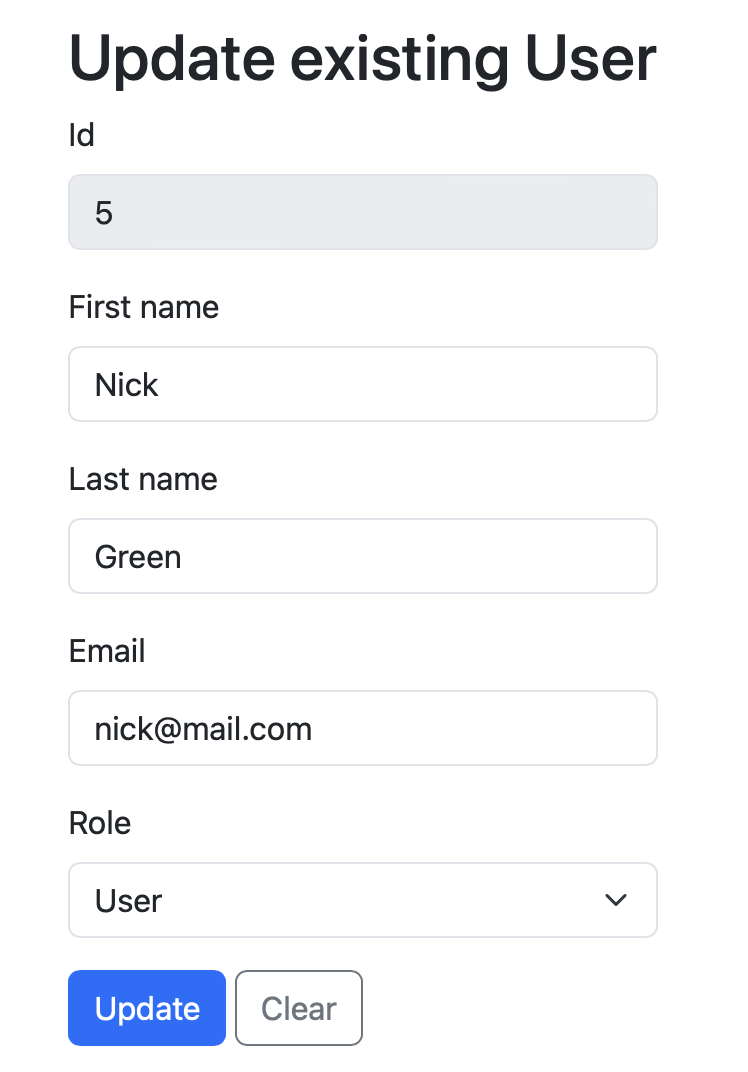 Update existing User
Id
5
First name
Nick
Last name
Green
Email
nick@mail.com
Role
User
Update Clear